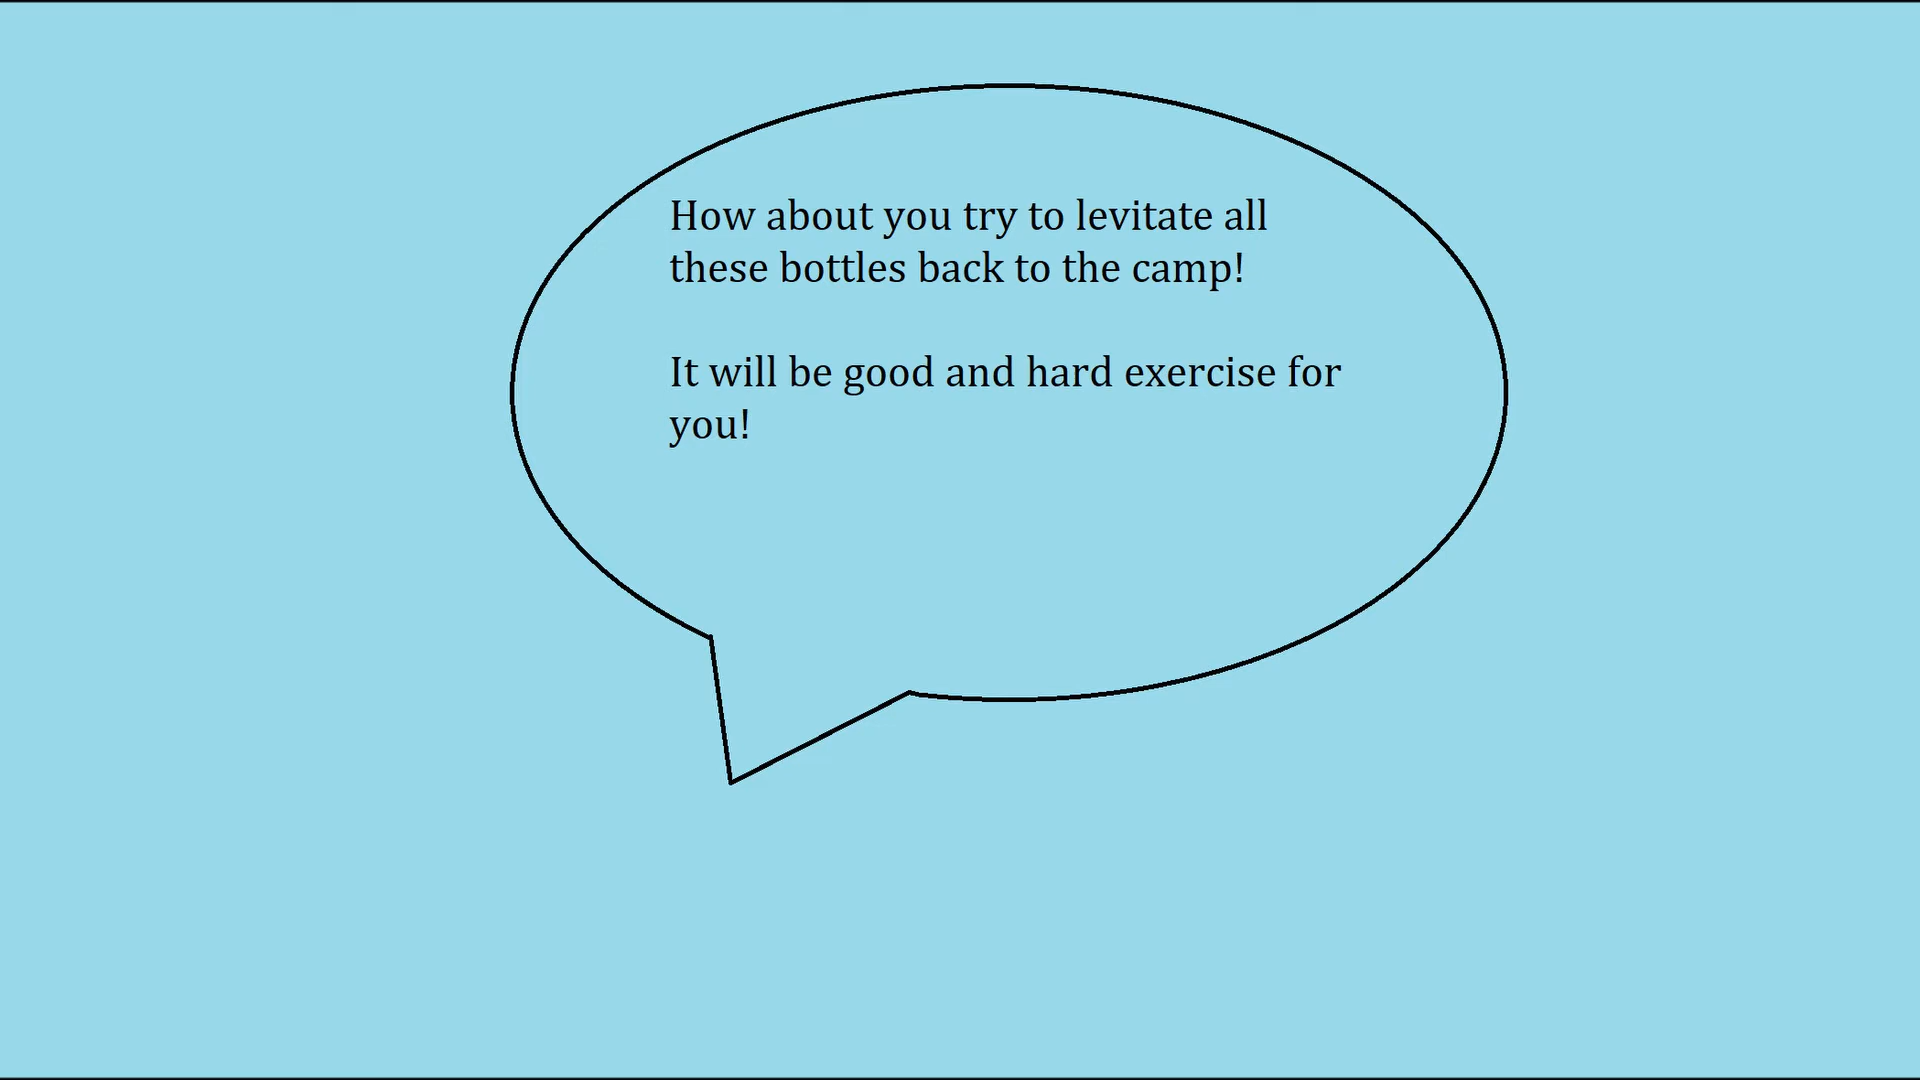 How about you try to levitate all
these bottles back to the camp!
It will be good and hard exercise for
you!